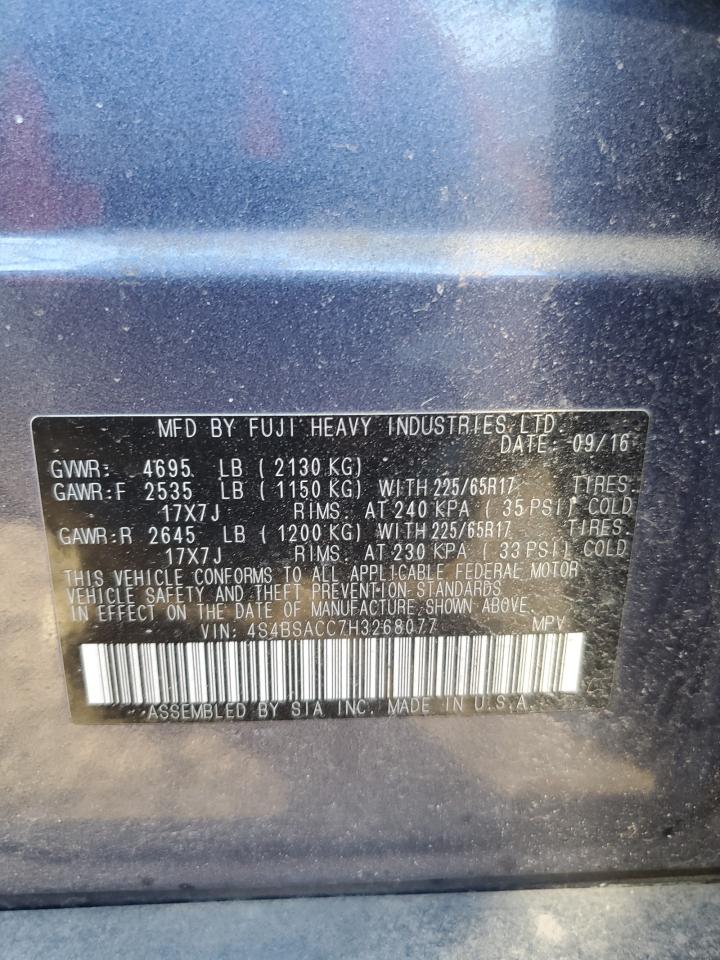 MFD BY FUJI HEAVY INDUSTRIES LTD.
DATE: 09/16
GVWR: 4695 LB ( 2130 KG)
GAWR:F 2535 LB ( 1150 KG) WITH 225/65R17 TIRES.
17X7J RIMS. AT 240 KPA ( 35 PSI) COLD
GAWR:R 2645 LB ( 1200 KG) WITH 225/65R17 TIRES.
17X7J RIMS. AT 230 KPA ( 33 PSI) COLD
THIS VEHICLE CONFORMS TO ALL APPLICABLE FEDERAL MOTOR
VEHICLE SAFETY AND THEFT PREVENTION STANDARDS
IN EFFECT ON THE DATE OF MANUFACTURE SHOWN ABOVE.
VIN: 4S4BSACC7H3268077 MPV
ASSEMBLED BY SIA INC. MADE IN U.S.A.